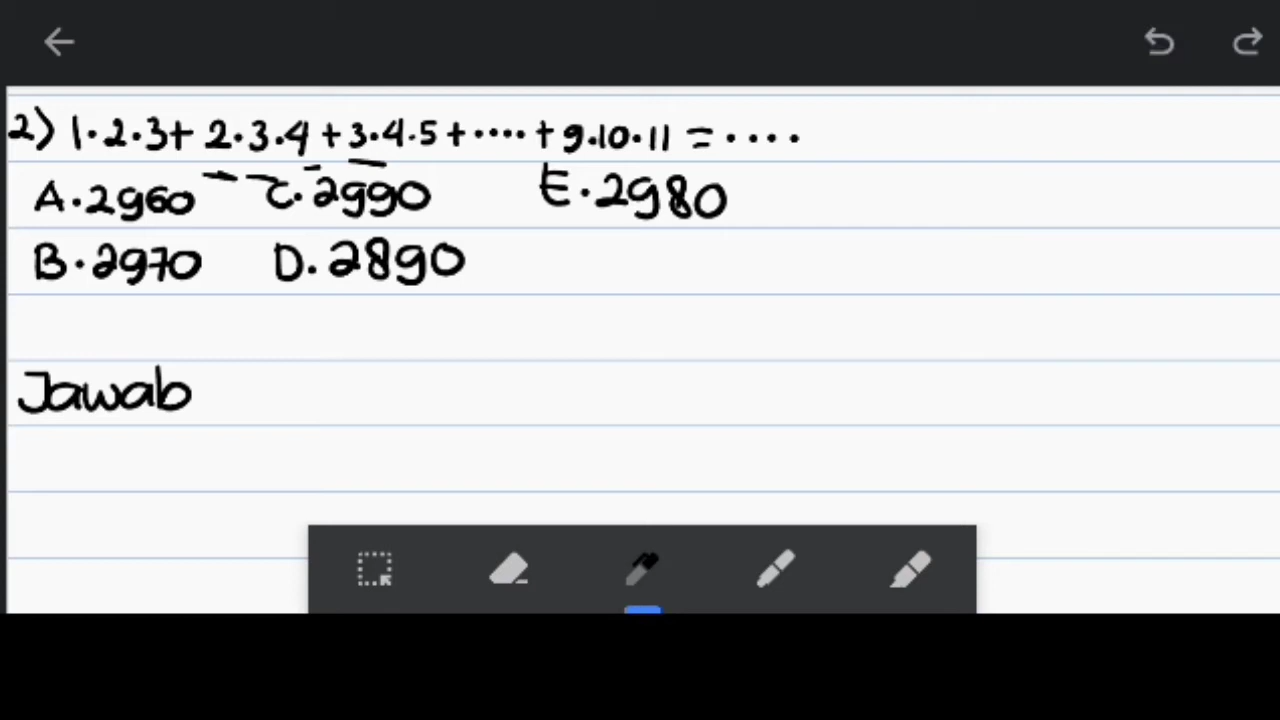 2) 1·2·3+ 2·3·4 + 3·4·5 + ···· + 9·10·11 = ····
A·2960 C·2990 E·2980
B·2970 D·2890
Jawab